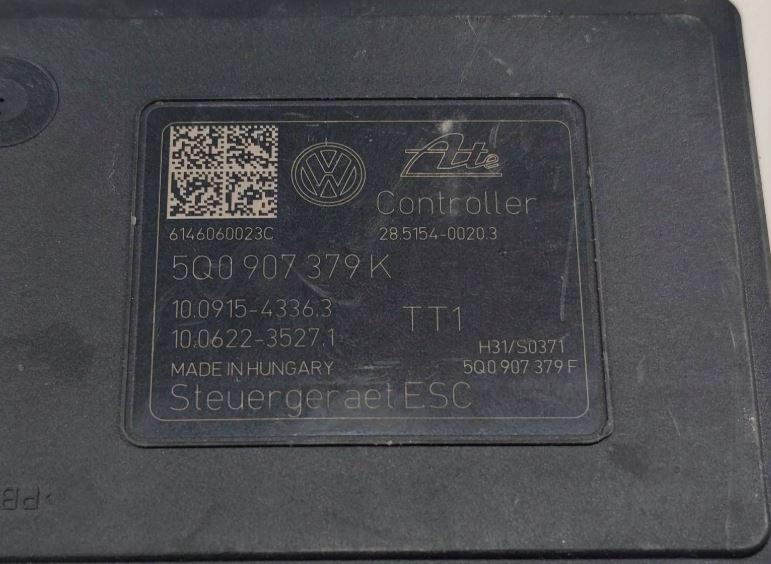 Ate
Controller
6146060023C
28.5154-0020.3
5Q0 907 379 K
10.0915-4336.3
TT1
10.0622-3527.1
H31/S0371
MADE IN HUNGARY
5Q0 907 379 F
Steuergeraet ESC